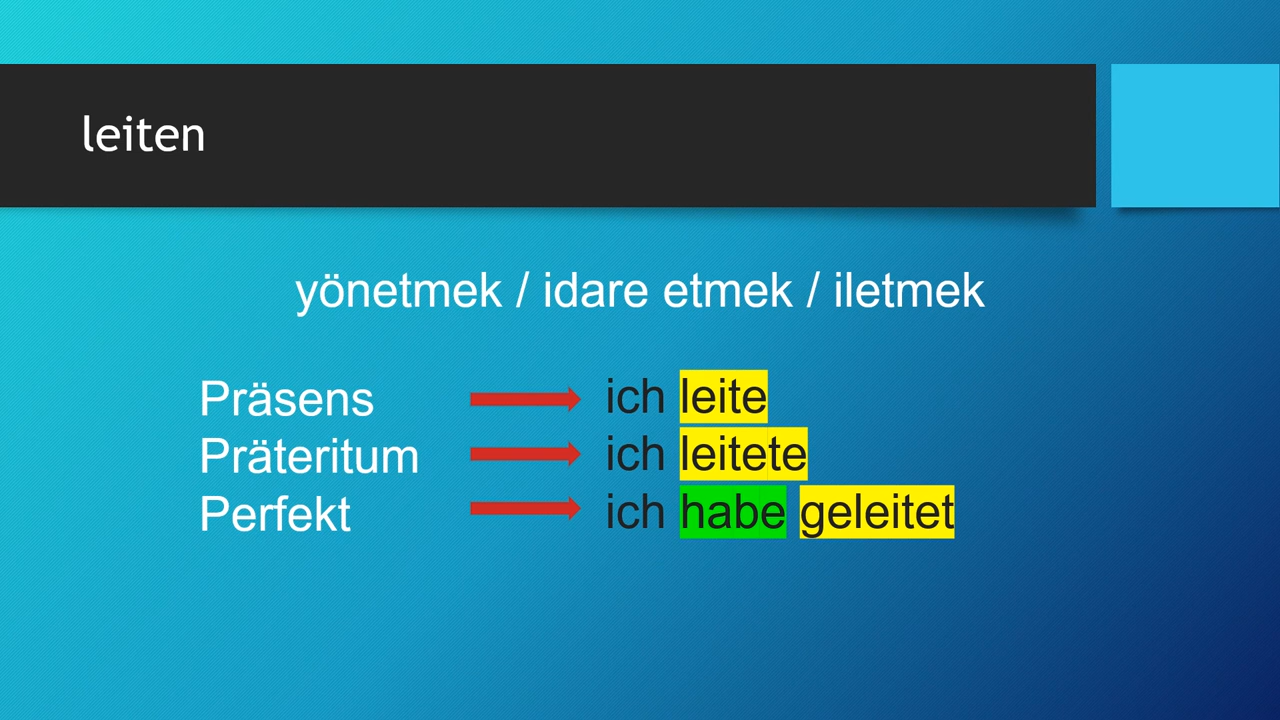 leiten
yönetmek / idare etmek / iletmek
Präsens ich leite
Präteritum ich leitete
Perfekt ich habe geleitet